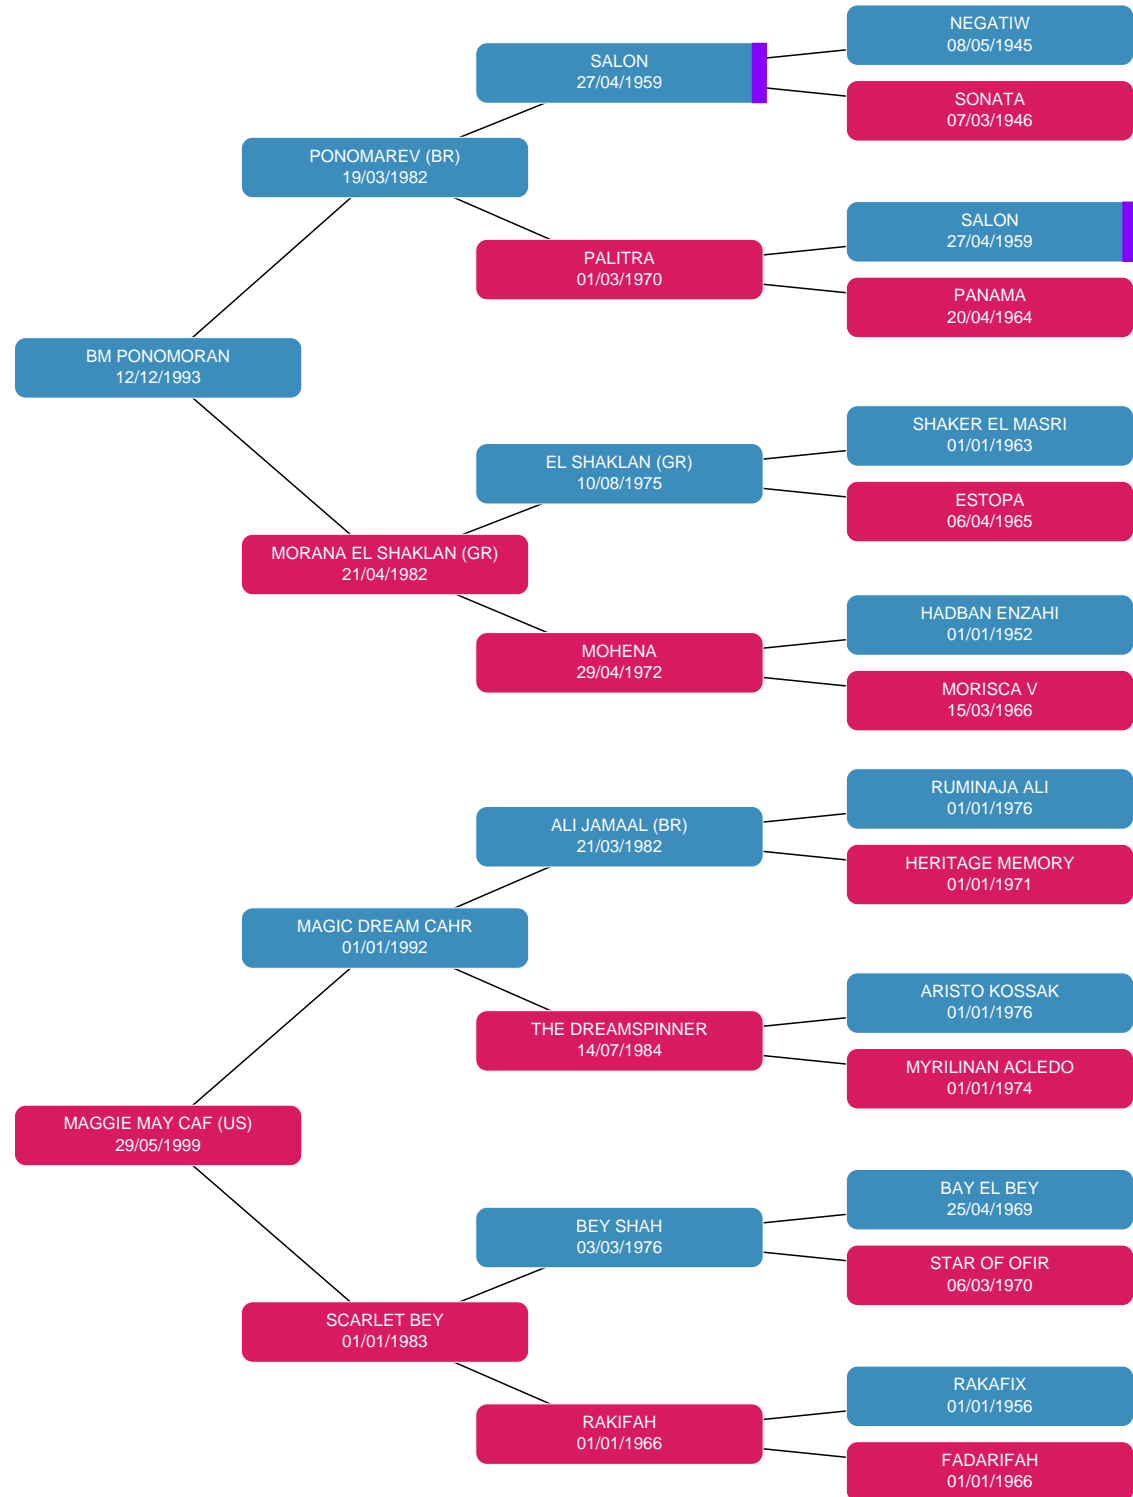 NEGATIW
08/05/1945
SALON
27/04/1959
SONATA
07/03/1946
PONOMAREV (BR)
19/03/1982
SALON
27/04/1959
PALITRA
01/03/1970
PANAMA
20/04/1964
BM PONOMORAN
12/12/1993
SHAKER EL MASRI
01/01/1963
EL SHAKLAN (GR)
10/08/1975
ESTOPA
06/04/1965
MORANA EL SHAKLAN (GR)
21/04/1982
HADBAN ENZAHI
01/01/1952
MOHENA
29/04/1972
MORISCA V
15/03/1966
RUMINAJA ALI
01/01/1976
ALI JAMAAL (BR)
21/03/1982
HERITAGE MEMORY
01/01/1971
MAGIC DREAM CAHR
01/01/1992
ARISTO KOSSAK
01/01/1976
THE DREAMSPINNER
14/07/1984
MYRILINAN ACLEDO
01/01/1974
MAGGIE MAY CAF (US)
29/05/1999
BAY EL BEY
25/04/1969
BEY SHAH
03/03/1976
STAR OF OFIR
06/03/1970
SCARLET BEY
01/01/1983
RAKAFIX
01/01/1956
RAKIFAH
01/01/1966
FADARIFAH
01/01/1966